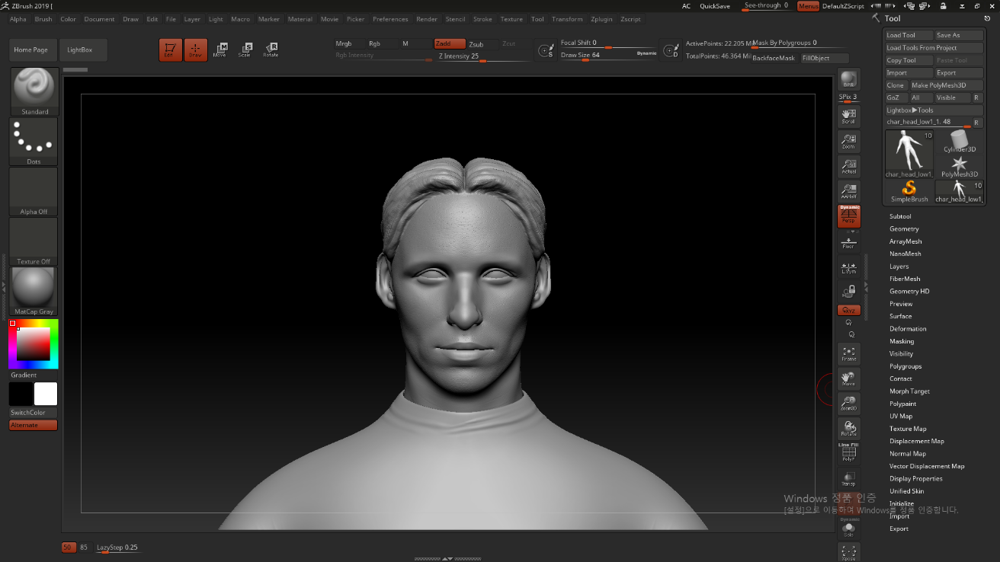 ZBrush 2019 [
AC QuickSave See-through 0 Menus DefaultZScript
Alpha Brush Color Document Draw Edit File Layer Light Macro Marker Material Movie Picker Preferences Render Stencil Stroke Texture Tool Transform Zplugin Zscript
Home Page
LightBox
Edit
Draw
Move
Scale
Rotate
Mrgb Rgb M
Rgb Intensity
Zadd Zsub Zcut
Z Intensity 25
S
Focal Shift 0
Draw Size 64 Dynamic
D
ActivePoints: 22.205 Mil
TotalPoints: 46.364 Mil
Mask By Polygroups 0
BackfaceMask FillObject
Standard
Dots
Alpha Off
Texture Off
MatCap Gray
Gradient
SwitchColor
Alternate
BPR
SPix 3
Scroll
Zoom
Actual
AAHalf
Dynamic
Persp
Floor
L.Sym
Qxyz
Frame
Move
Zoom3D
Rotate
Line Fill
PolyF
Transp
Dynamic
Solo
Xpose
Tool
Load Tool Save As
Load Tools From Project
Copy Tool Paste Tool
Import Export
Clone Make PolyMesh3D
GoZ All Visible R
Lightbox▶Tools
char_head_low1_1. 48 R
10
char_head_low1_
Cylinder3D
PolyMesh3D
SimpleBrush
10
char_head_low1_
Subtool
Geometry
ArrayMesh
NanoMesh
Layers
FiberMesh
Geometry HD
Preview
Surface
Deformation
Masking
Visibility
Polygroups
Contact
Morph Target
Polypaint
UV Map
Texture Map
Displacement Map
Normal Map
Vector Displacement Map
Display Properties
Unified Skin
Initialize
Import
Export
Windows 정품 인증
[설정]으로 이동하여 Windows를 정품 인증합니다.
50 85 LazyStep 0.25